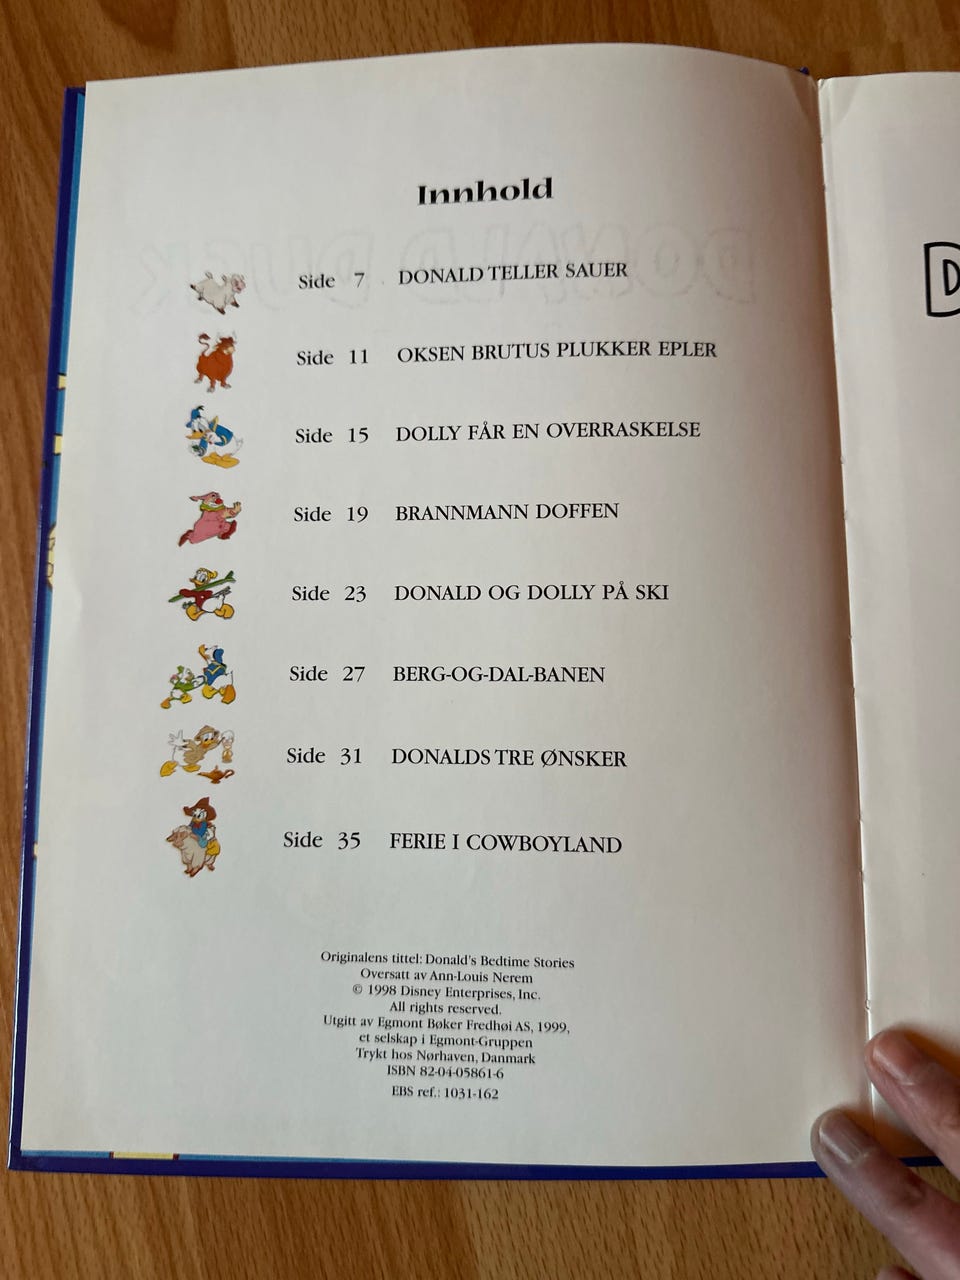 Innhold
Side 7 DONALD TELLER SAUER
Side 11 OKSEN BRUTUS PLUKKER EPLER
Side 15 DOLLY FÅR EN OVERRASKELSE
Side 19 BRANNMANN DOFFEN
Side 23 DONALD OG DOLLY PÅ SKI
Side 27 BERG-OG-DAL-BANEN
Side 31 DONALDS TRE ØNSKER
Side 35 FERIE I COWBOYLAND
Originalens tittel: Donald's Bedtime Stories
Oversatt av Ann-Louis Nerem
© 1998 Disney Enterprises, Inc.
All rights reserved.
Utgitt av Egmont Bøker Fredhøi AS, 1999,
et selskap i Egmont-Gruppen
Trykt hos Nørhaven, Danmark
ISBN 82-04-05861-6
EBS ref.: 1031-162
D